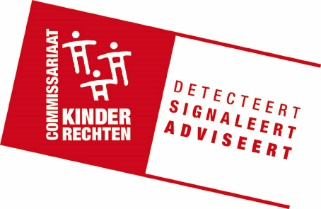 COMMISSARIAAT
KINDER
RECHTEN
DETECTEERT
SIGNALEERT
ADVISEERT